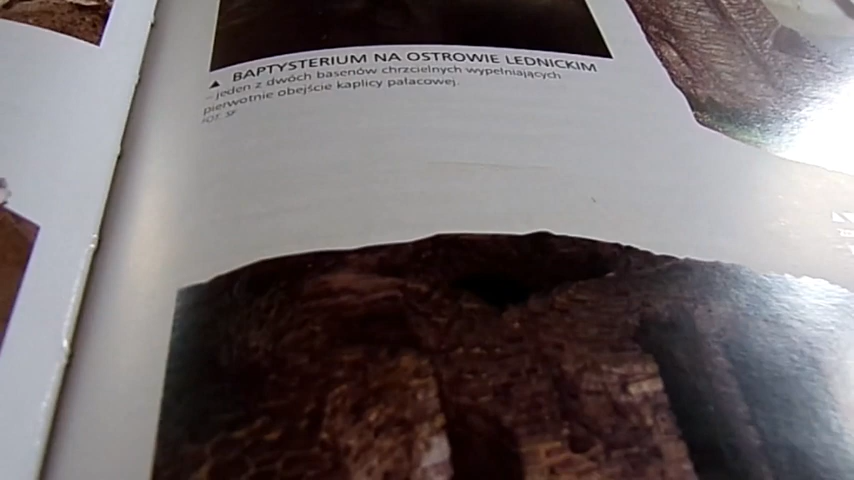 ▲ BAPTYSTERIUM NA OSTROWIE LEDNICKIM
– jeden z dwóch basenów chrzcielnych wypełniających
pierwotnie obejście kaplicy pałacowej.
FOT. SF